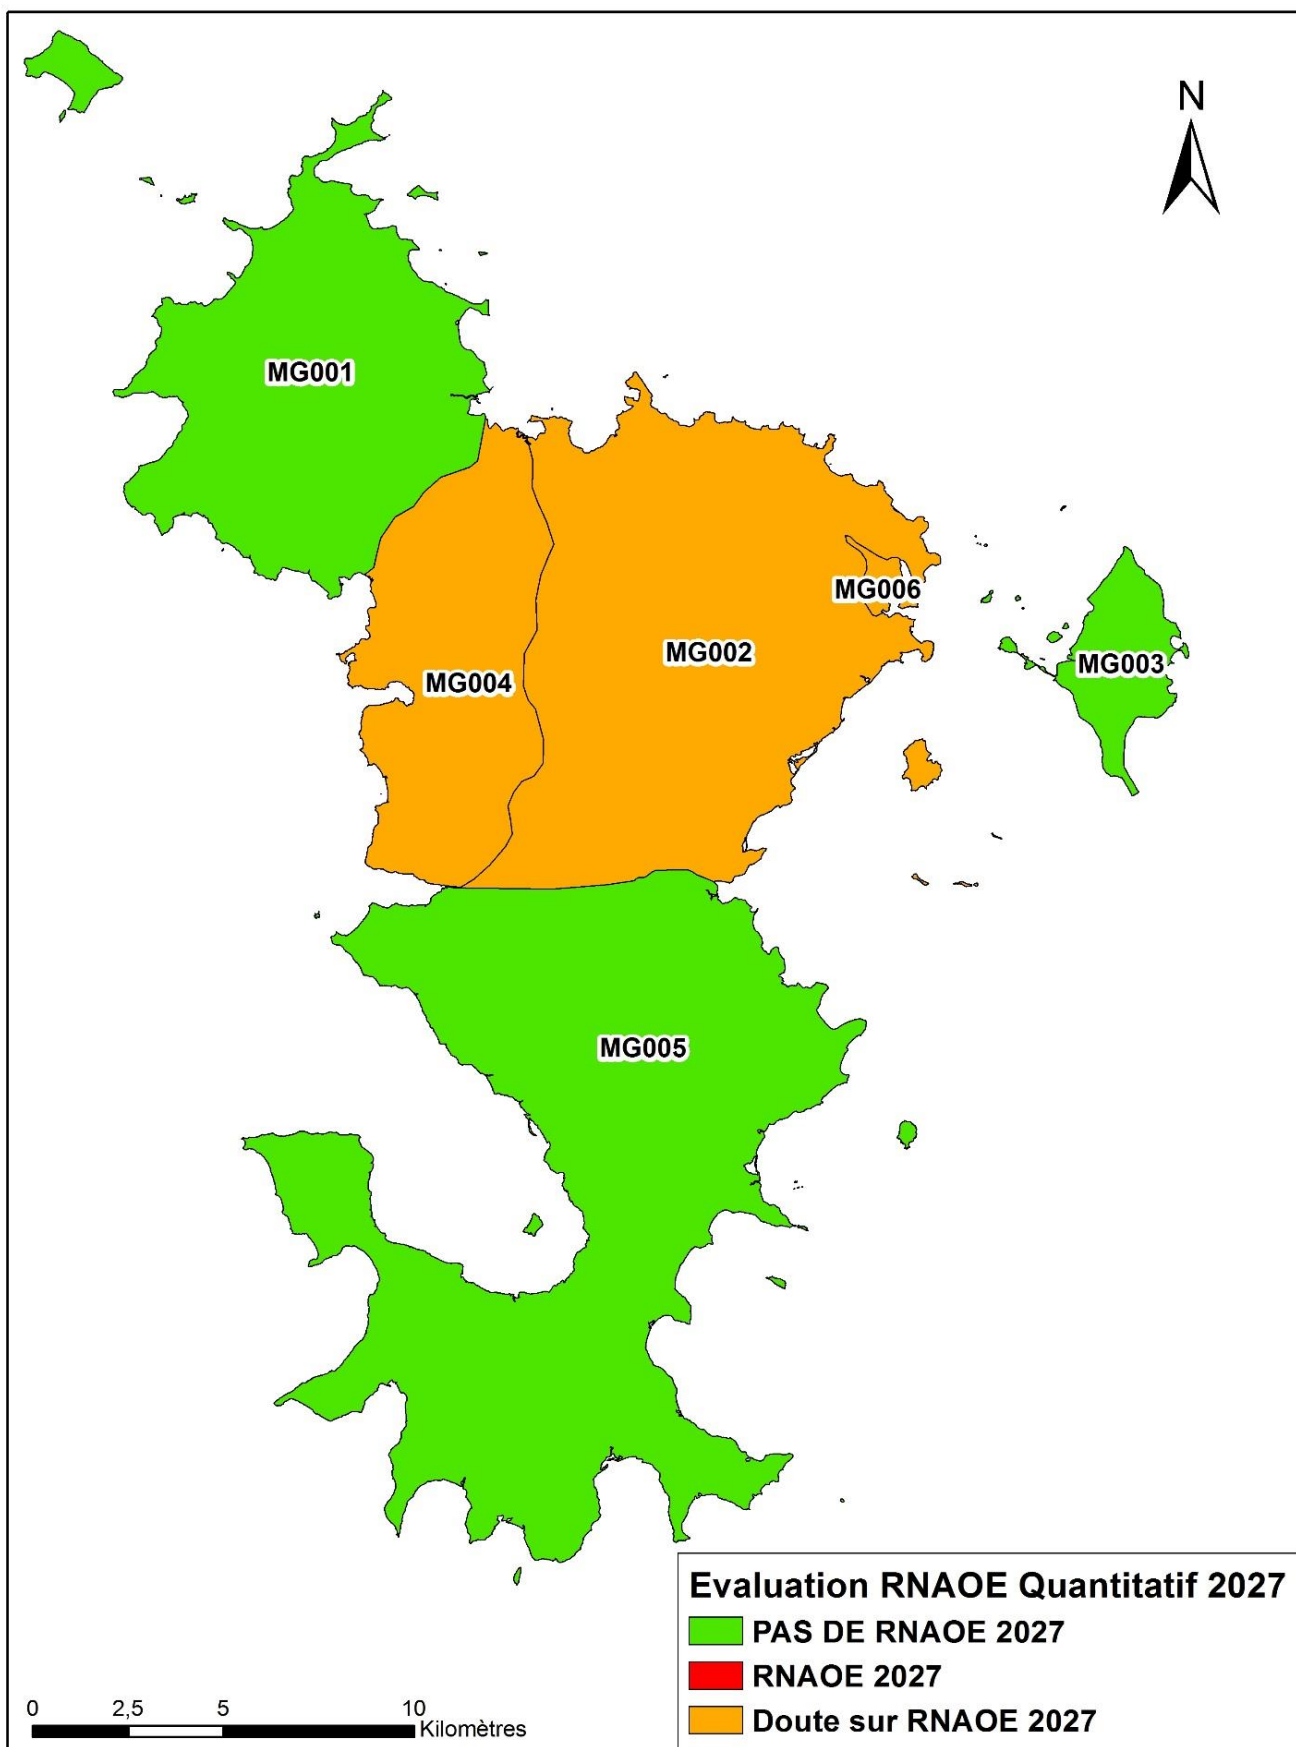 N
MG001
MG006
MG002
MG003
MG004
MG005
Evaluation RNAOE Quantitatif 2027
PAS DE RNAOE 2027
RNAOE 2027
Doute sur RNAOE 2027
0 2,5 5 10
Kilomètres